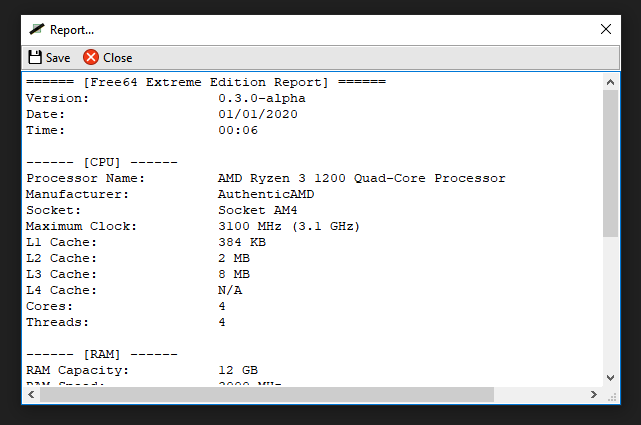 Report...
Save Close
====== [Free64 Extreme Edition Report] ======
Version: 0.3.0-alpha
Date: 01/01/2020
Time: 00:06
------ [CPU] ------
Processor Name: AMD Ryzen 3 1200 Quad-Core Processor
Manufacturer: AuthenticAMD
Socket: Socket AM4
Maximum Clock: 3100 MHz (3.1 GHz)
L1 Cache: 384 KB
L2 Cache: 2 MB
L3 Cache: 8 MB
L4 Cache: N/A
Cores: 4
Threads: 4
------ [RAM] ------
RAM Capacity: 12 GB
RAM Speed: MHz